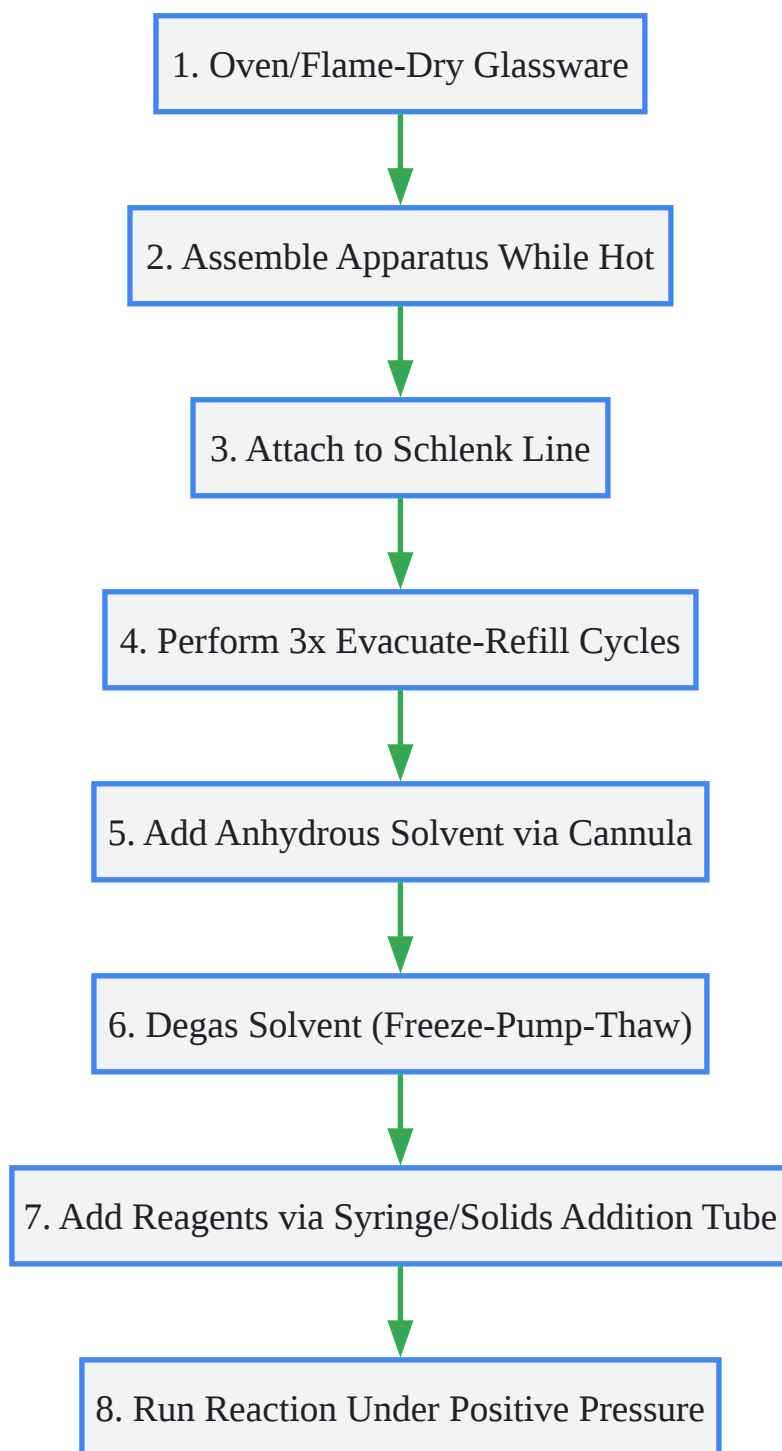 1. Oven/Flame-Dry Glassware
2. Assemble Apparatus While Hot
3. Attach to Schlenk Line
4. Perform 3x Evacuate-Refill Cycles
5. Add Anhydrous Solvent via Cannula
6. Degas Solvent (Freeze-Pump-Thaw)
7. Add Reagents via Syringe/Solids Addition Tube
8. Run Reaction Under Positive Pressure